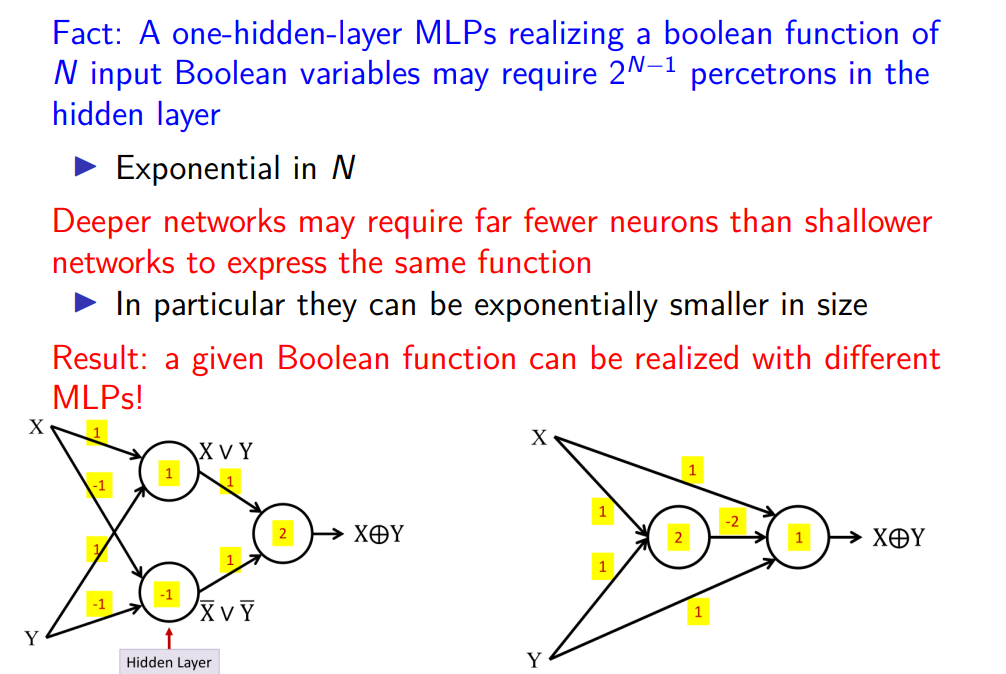 Fact: A one-hidden-layer MLPs realizing a boolean function of
N input Boolean variables may require 2^{N−1} percetrons in the
hidden layer
▶ Exponential in N
Deeper networks may require far fewer neurons than shallower
networks to express the same function
▶ In particular they can be exponentially smaller in size
Result: a given Boolean function can be realized with different
MLPs!
X
1
-1
1
-1
Y
1
X ∨ Y
1
-1
X̅ ∨ Y̅
1
2
X⊕Y
Hidden Layer
X
1
1
1
2
-2
1
X⊕Y
1
Y